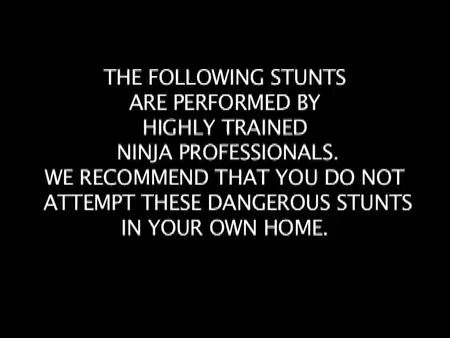 THE FOLLOWING STUNTS
ARE PERFORMED BY
HIGHLY TRAINED
NINJA PROFESSIONALS.
WE RECOMMEND THAT YOU DO NOT
ATTEMPT THESE DANGEROUS STUNTS
IN YOUR OWN HOME.